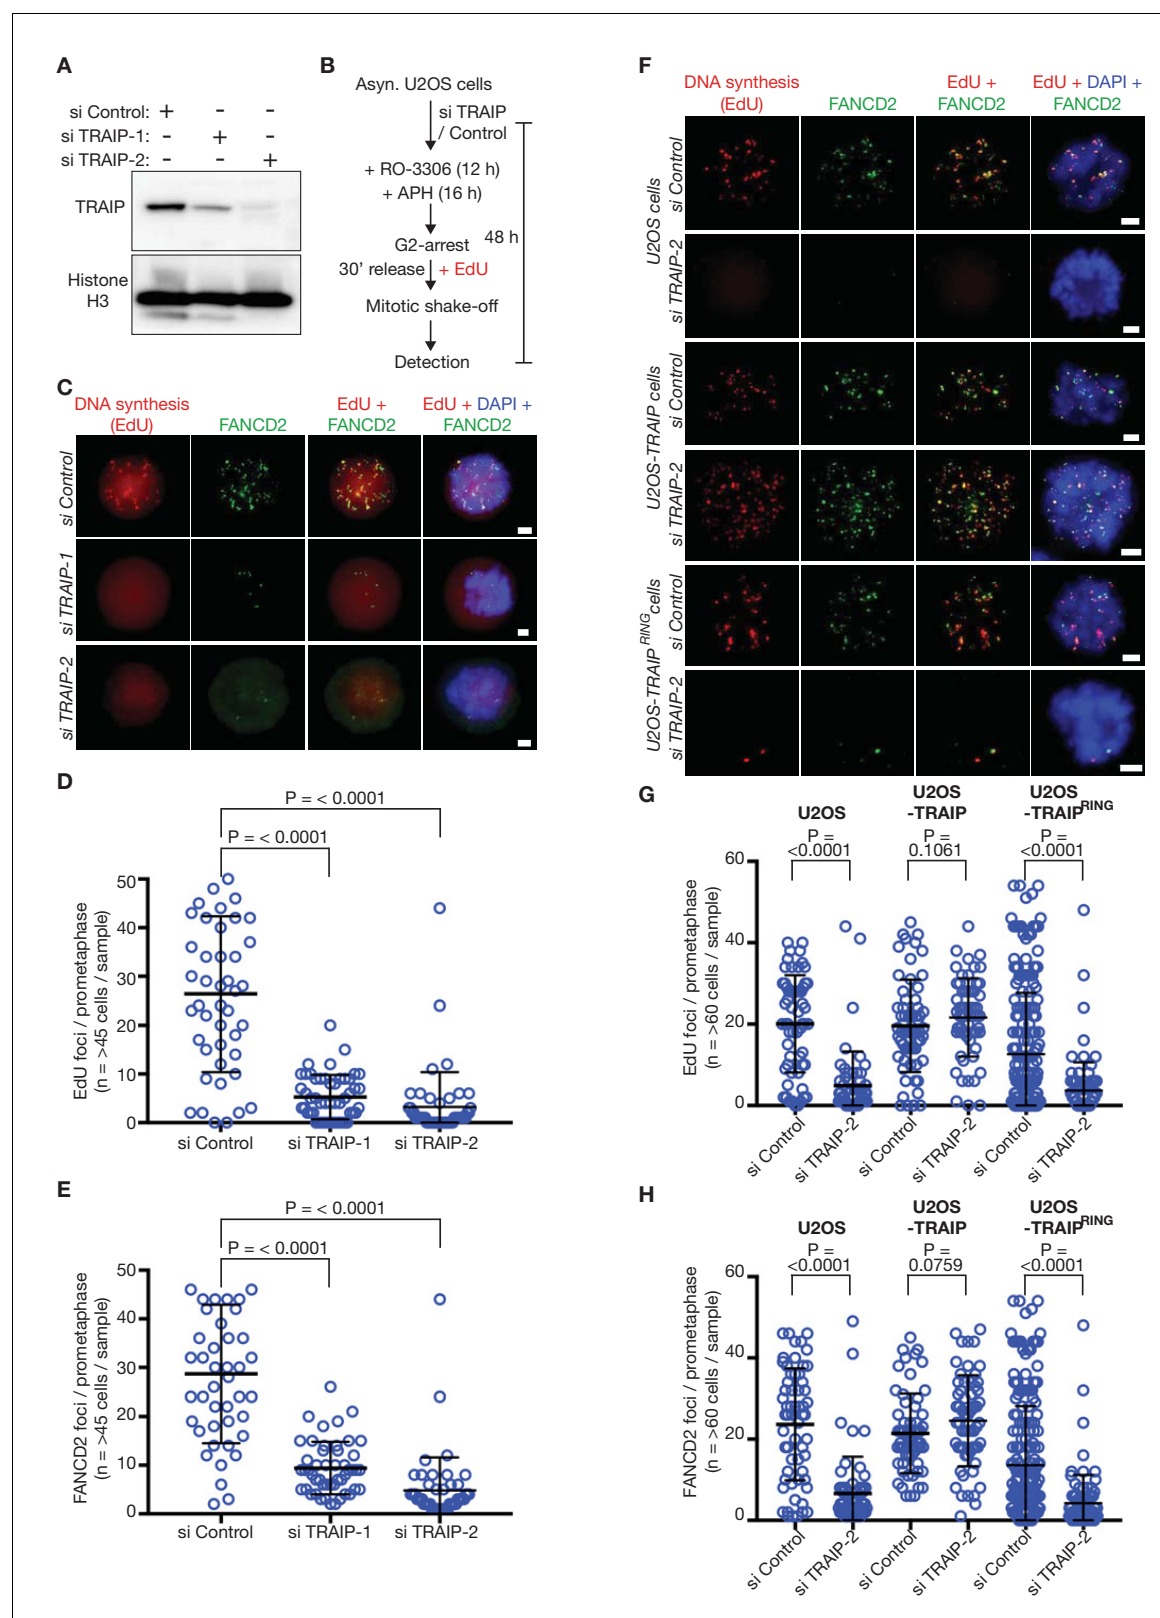 A
si Control: + - -
si TRAIP-1: - + -
si TRAIP-2: - - +
TRAIP
Histone
H3
B
Asyn. U2OS cells
si TRAIP
/ Control
+ RO-3306 (12 h)
+ APH (16 h)
G2-arrest
48 h
30’ release
+ EdU
Mitotic shake-off
Detection
C
DNA synthesis
(EdU)
FANCD2
EdU +
FANCD2
EdU + DAPI +
FANCD2
si Control
si TRAIP-1
si TRAIP-2
D
P = < 0.0001
P = < 0.0001
EdU foci / prometaphase
(n = >45 cells / sample)
50
40
30
20
10
0
si Control
si TRAIP-1
si TRAIP-2
E
P = < 0.0001
P = < 0.0001
FANCD2 foci / prometaphase
(n = >45 cells / sample)
50
40
30
20
10
0
si Control
si TRAIP-1
si TRAIP-2
F
DNA synthesis
(EdU)
FANCD2
EdU +
FANCD2
EdU + DAPI +
FANCD2
U2OS cells
si Control
si TRAIP-2
U2OS-TRAIP cells
si Control
si TRAIP-2
U2OS-TRAIP RING cells
si Control
si TRAIP-2
G
U2OS
U2OS
-TRAIP
U2OS
-TRAIP RING
P =
<0.0001
P =
0.1061
P =
<0.0001
EdU foci / prometaphase
(n = >60 cells / sample)
60
40
20
0
si Control
si TRAIP-2
si Control
si TRAIP-2
si Control
si TRAIP-2
H
U2OS
U2OS
-TRAIP
U2OS
-TRAIP RING
P =
<0.0001
P =
0.0759
P =
<0.0001
FANCD2 foci / prometaphase
(n = >60 cells / sample)
60
40
20
0
si Control
si TRAIP-2
si Control
si TRAIP-2
si Control
si TRAIP-2